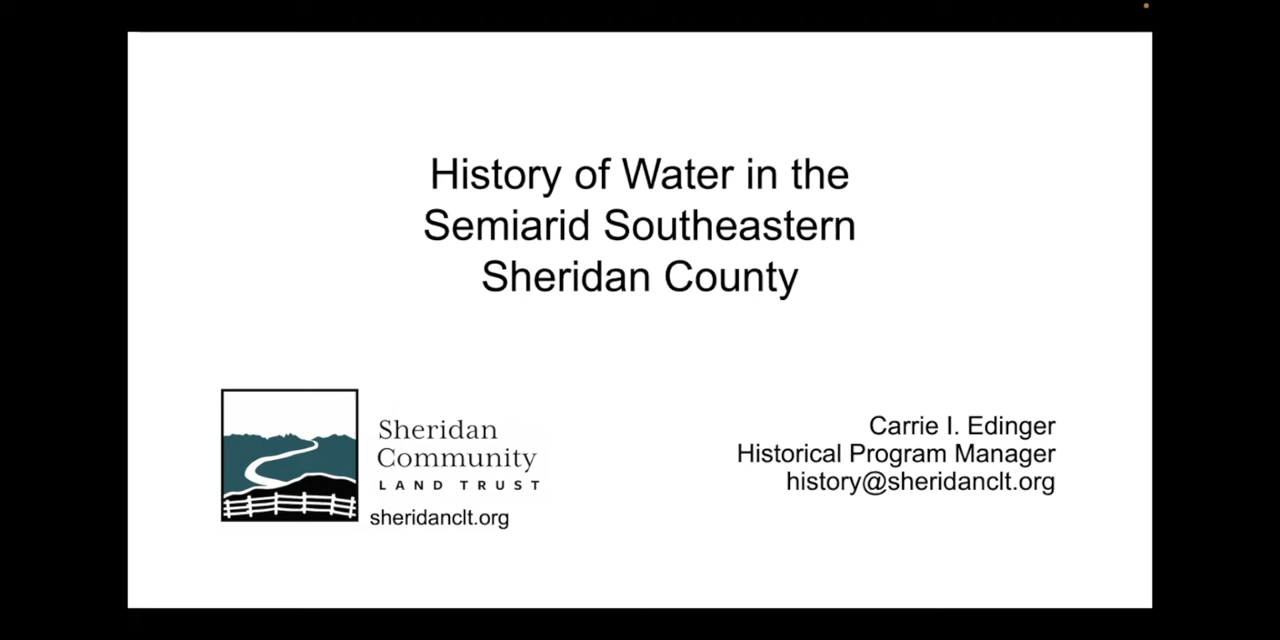 History of Water in the
Semiarid Southeastern
Sheridan County
Sheridan
Community
LAND TRUST
sheridanclt.org
Carrie I. Edinger
Historical Program Manager
history@sheridanclt.org